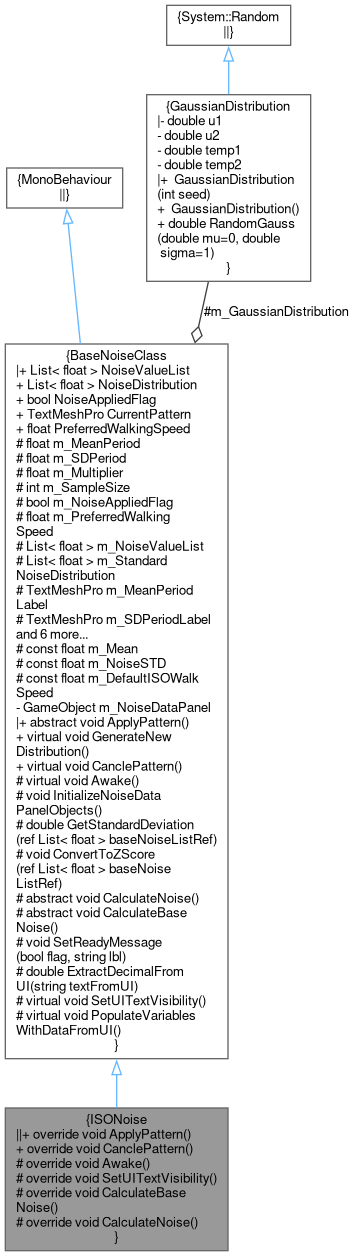 {System::Random
||}
{GaussianDistribution
|- double u1
- double u2
- double temp1
- double temp2
|+ GaussianDistribution
(int seed)
+ GaussianDistribution()
+ double RandomGauss
(double mu=0, double
sigma=1)
}
{MonoBehaviour
||}
#m_GaussianDistribution
{BaseNoiseClass
|+ List< float > NoiseValueList
+ List< float > NoiseDistribution
+ bool NoiseAppliedFlag
+ TextMeshPro CurrentPattern
+ float PreferredWalkingSpeed
# float m_MeanPeriod
# float m_SDPeriod
# float m_Multiplier
# int m_SampleSize
# bool m_NoiseAppliedFlag
# float m_PreferredWalking
Speed
# List< float > m_NoiseValueList
# List< float > m_Standard
NoiseDistribution
# TextMeshPro m_MeanPeriod
Label
# TextMeshPro m_SDPeriodLabel
and 6 more...
# const float m_Mean
# const float m_NoiseSTD
# const float m_DefaultISOWalk
Speed
- GameObject m_NoiseDataPanel
|+ abstract void ApplyPattern()
+ virtual void GenerateNew
Distribution()
+ virtual void CanclePattern()
# virtual void Awake()
# void InitializeNoiseData
PanelObjects()
# double GetStandardDeviation
(ref List< float > baseNoiseListRef)
# void ConvertToZScore
(ref List< float > baseNoise
ListRef)
# abstract void CalculateNoise()
# abstract void CalculateBase
Noise()
# void SetReadyMessage
(bool flag, string lbl)
# double ExtractDecimalFrom
UI(string textFromUI)
# virtual void SetUITextVisibility()
# virtual void PopulateVariables
WithDataFromUI()
}
{ISONoise
||+ override void ApplyPattern()
+ override void CanclePattern()
# override void Awake()
# override void SetUITextVisibility()
# override void CalculateBase
Noise()
# override void CalculateNoise()
}